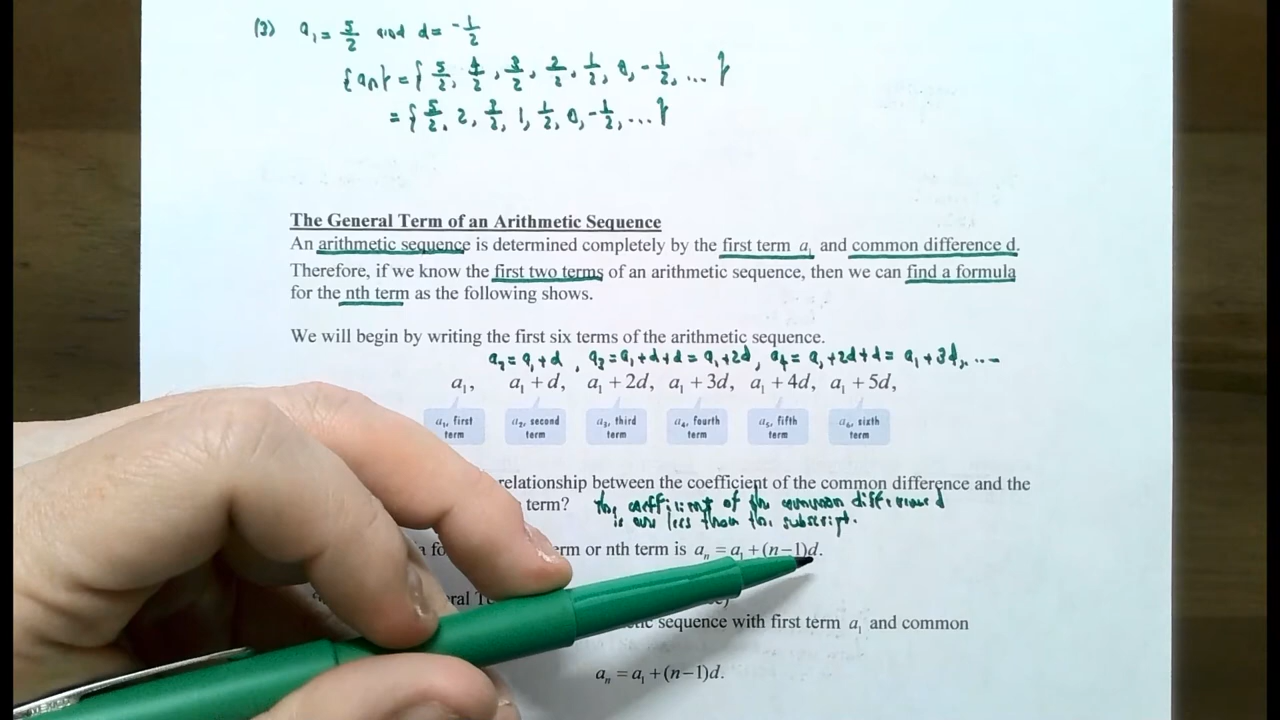 (3) a₁ = 5/2 and d = -1/2
{an} = { 5/2, 4/2, 3/2, 2/2, 1/2, 0, -1/2, ... }
= { 5/2, 2, 3/2, 1, 1/2, 0, -1/2, ... }
The General Term of an Arithmetic Sequence
An arithmetic sequence is determined completely by the first term a₁ and common difference d.
Therefore, if we know the first two terms of an arithmetic sequence, then we can find a formula
for the nth term as the following shows.
We will begin by writing the first six terms of the arithmetic sequence.
a₂ = a₁+d , a₃ = a₁+d+d = a₁+2d, a₄ = a₁+2d+d = a₁+3d, ...
a₁, a₁ + d, a₁ + 2d, a₁ + 3d, a₁ + 4d, a₁ + 5d,
a₁, first term a₂, second term a₃, third term a₄, fourth term a₅, fifth term a₆, sixth term
relationship between the coefficient of the common difference and the
term? The coefficient of the common difference d
is one less than the subscript.
or nth term is aₙ = a₁ + (n−1)d.
sequence with first term a₁ and common
aₙ = a₁ + (n−1)d.